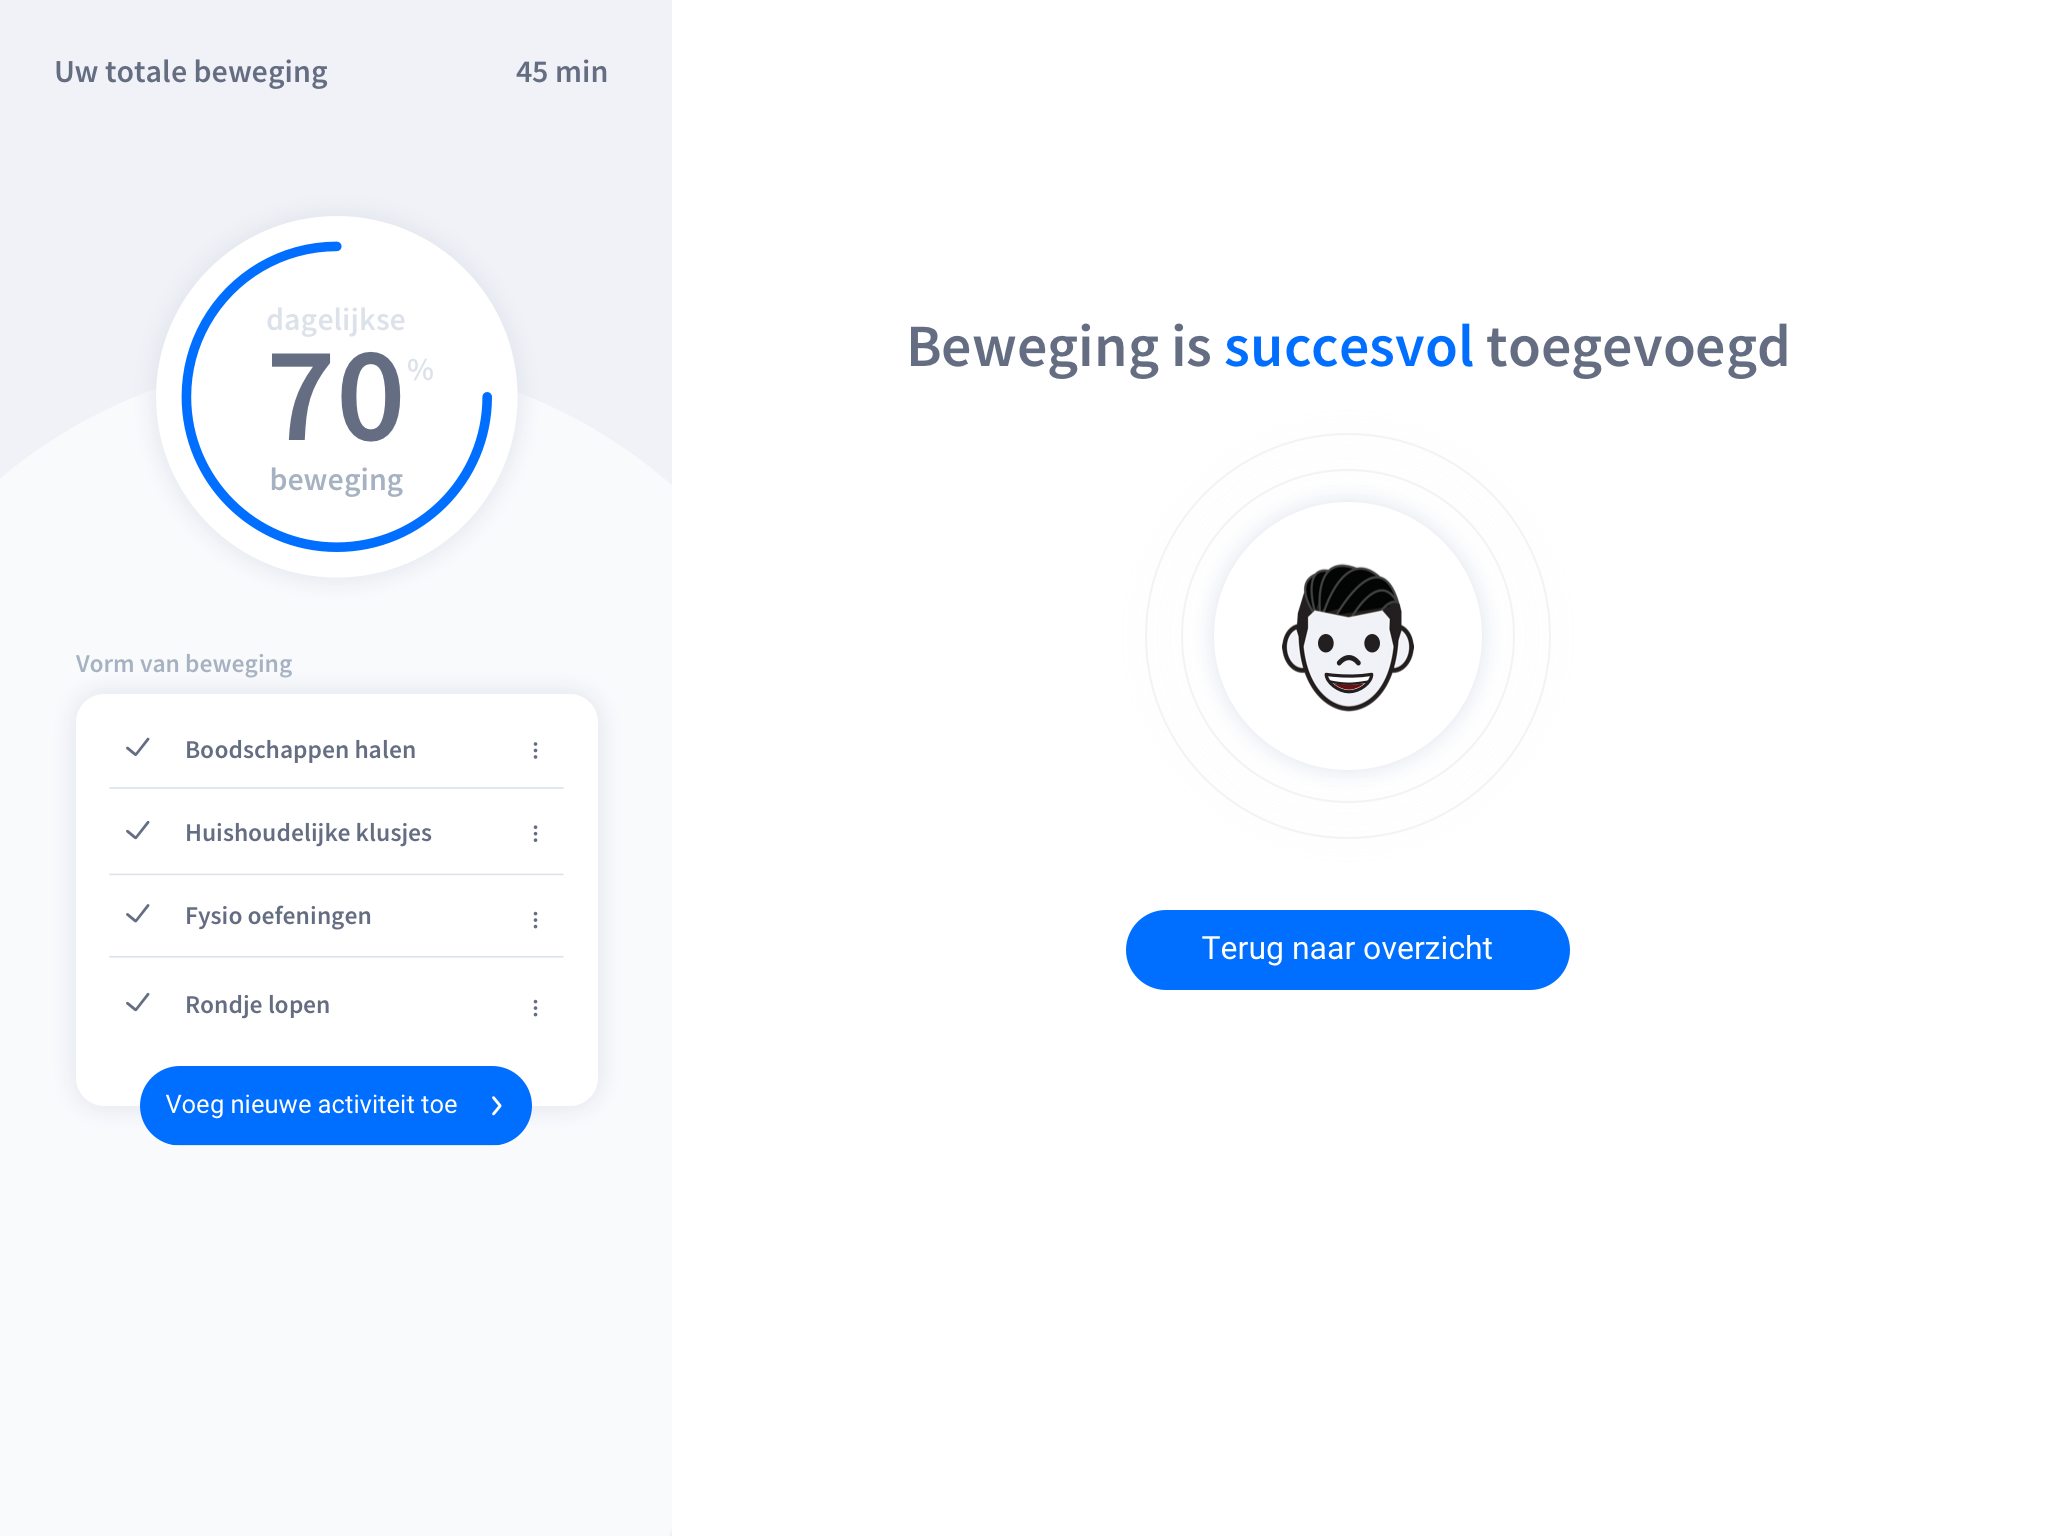 Uw totale beweging 45 min
dagelijkse
70 %
beweging
Vorm van beweging
Boodschappen halen
Huishoudelijke klusjes
Fysio oefeningen
Rondje lopen
Voeg nieuwe activiteit toe
Beweging is succesvol toegevoegd
Terug naar overzicht